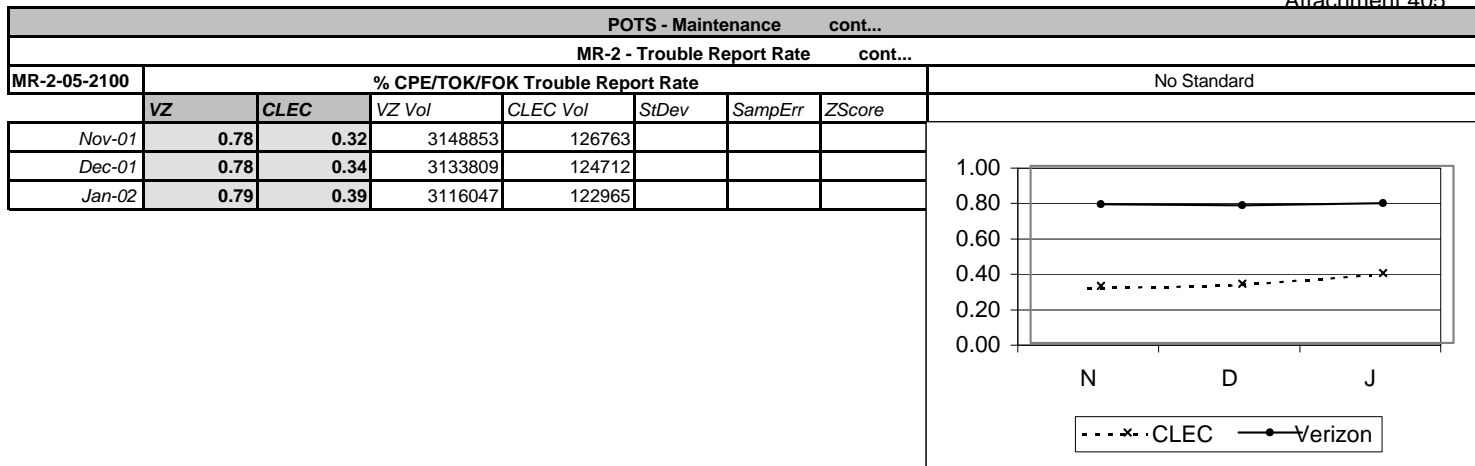 Attachment 405
POTS - Maintenance cont...
MR-2 - Trouble Report Rate cont...
MR-2-05-2100 % CPE/TOK/FOK Trouble Report Rate No Standard
VZ CLEC VZ Vol CLEC Vol StDev SampErr ZScore
Nov-01 0.78 0.32 3148853 126763
Dec-01 0.78 0.34 3133809 124712
Jan-02 0.79 0.39 3116047 122965
1.00
0.80
0.60
0.40
0.20
0.00
N D J
CLEC Verizon